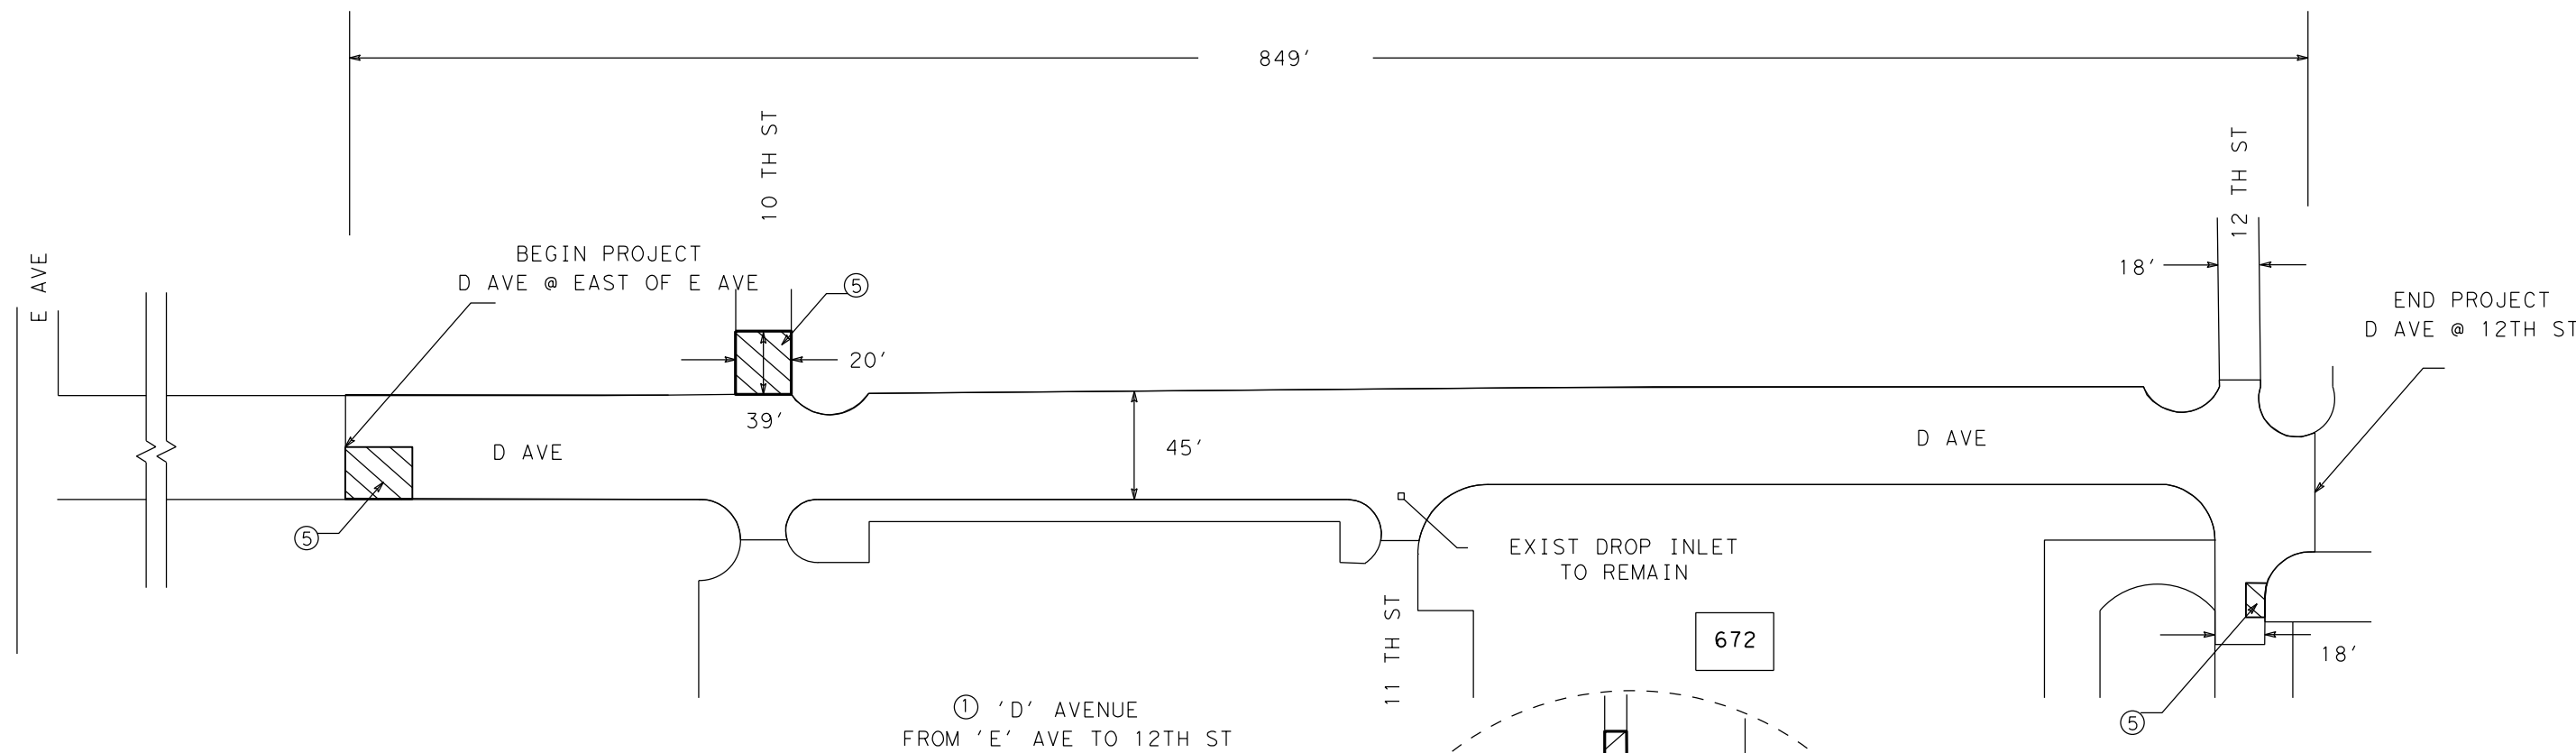 849'
10 TH ST
12 TH ST
E AVE
BEGIN PROJECT
D AVE @ EAST OF E AVE
5
18'
END PROJECT
D AVE @ 12TH ST
20'
39'
D AVE
45'
D AVE
5
EXIST DROP INLET
TO REMAIN
11 TH ST
672
18'
5
1 'D' AVENUE
FROM 'E' AVE TO 12TH ST